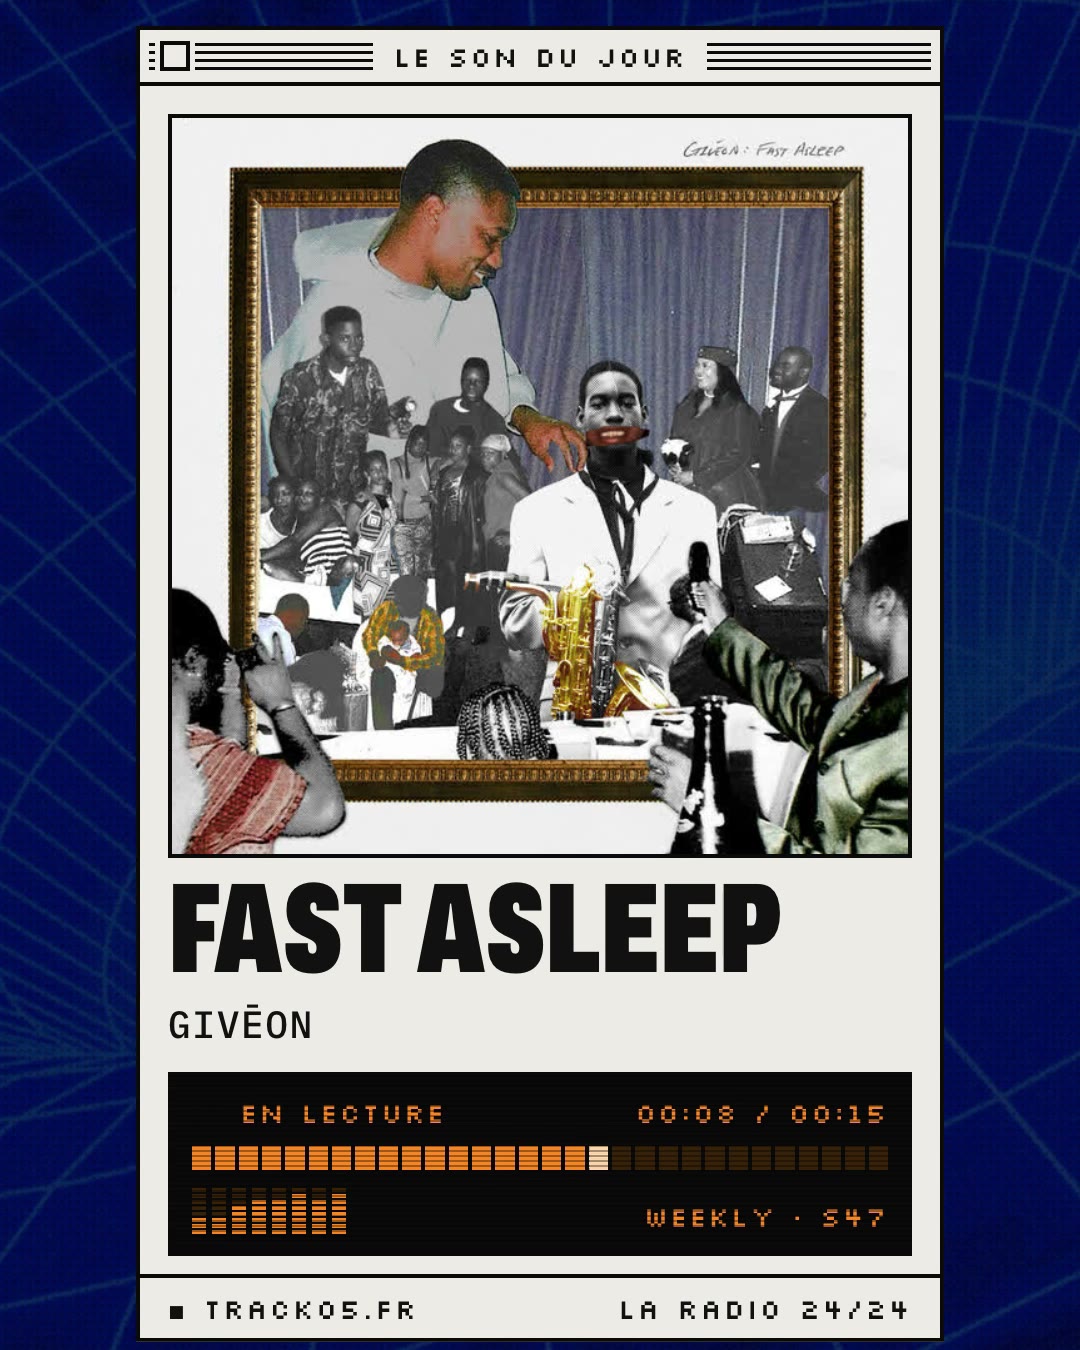 LE SON DU JOUR
GIVĒON: FAST ASLEEP
FAST ASLEEP
GIVĒON
EN LECTURE 00:08 / 00:15
WEEKLY · S47
■ TRACK05.FR LA RADIO 24/24